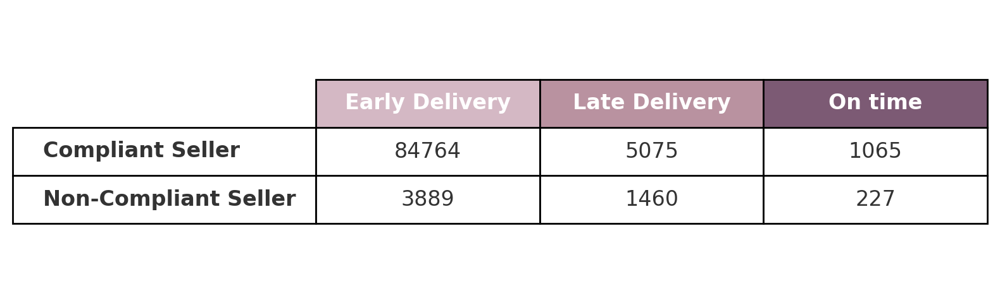 Early Delivery Late Delivery On time
Compliant Seller 84764 5075 1065
Non-Compliant Seller 3889 1460 227